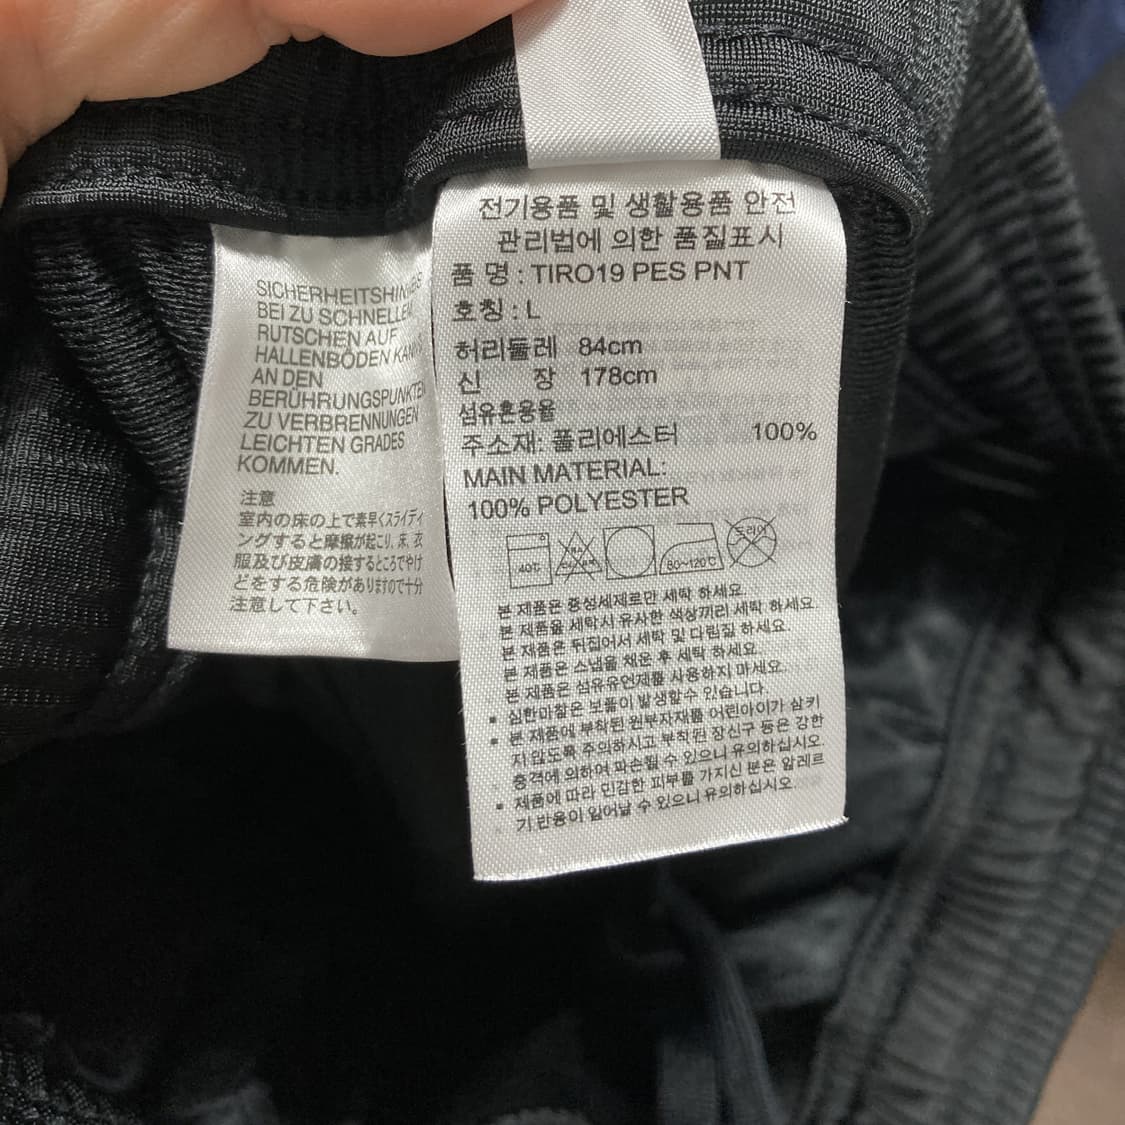 SICHERHEITSHINWEIS
BEI ZU SCHNELLEM
RUTSCHEN AUF
HALLENBÖDEN KANN
AN DEN
BERÜHRUNGSPUNKTEN
ZU VERBRENNUNGEN
LEICHTEN GRADES
KOMMEN.
注意
室内の床の上で素早くスライディ
ングすると摩擦が起こり、床、衣
服及び皮膚の接するところでやけ
どをする危険がありますので十分
注意して下さい。
전기용품 및 생활용품 안전
관리법에 의한 품질표시
품 명 : TIRO19 PES PNT
호칭 : L
허리둘레 84cm
신 장 178cm
섬유혼용율
주소재: 폴리에스터 100%
MAIN MATERIAL:
100% POLYESTER
40℃
80~120℃
드라이
본 제품은 중성세제로만 세탁 하세요.
본 제품을 세탁시 유사한 색상끼리 세탁 하세요.
본 제품은 뒤집어서 세탁 및 다림질 하세요.
본 제품은 스냅을 채운 후 세탁 하세요.
본 제품은 섬유유연제를 사용하지 마세요.
• 심한마찰은 보풀이 발생할수 있습니다.
• 본 제품에 부착된 원부자재를 어린아이가 삼키
지 않도록 주의하시고 부착된 장신구 등은 강한
충격에 의하여 파손될 수 있으니 유의하십시오.
• 제품에 따라 민감한 피부를 가지신 분은 알레르
기 반응이 일어날 수 있으니 유의하십시오.